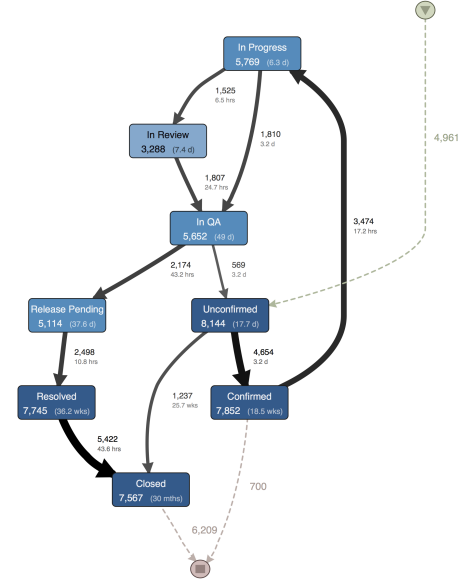 In Progress
5,769 (6.3 d)
1,525
6.5 hrs
4,961
1,810
3.2 d
In Review
3,288 (7.4 d)
1,807
24.7 hrs
In QA
5,652 (49 d)
3,474
17.2 hrs
2,174
43.2 hrs
569
3.2 d
Release Pending
5,114 (37.6 d)
Unconfirmed
8,144 (17.7 d)
2,498
10.8 hrs
4,654
3.2 d
1,237
25.7 wks
Resolved
7,745 (36.2 wks)
Confirmed
7,852 (18.5 wks)
5,422
43.6 hrs
Closed
7,567 (30 mths)
700
6,209